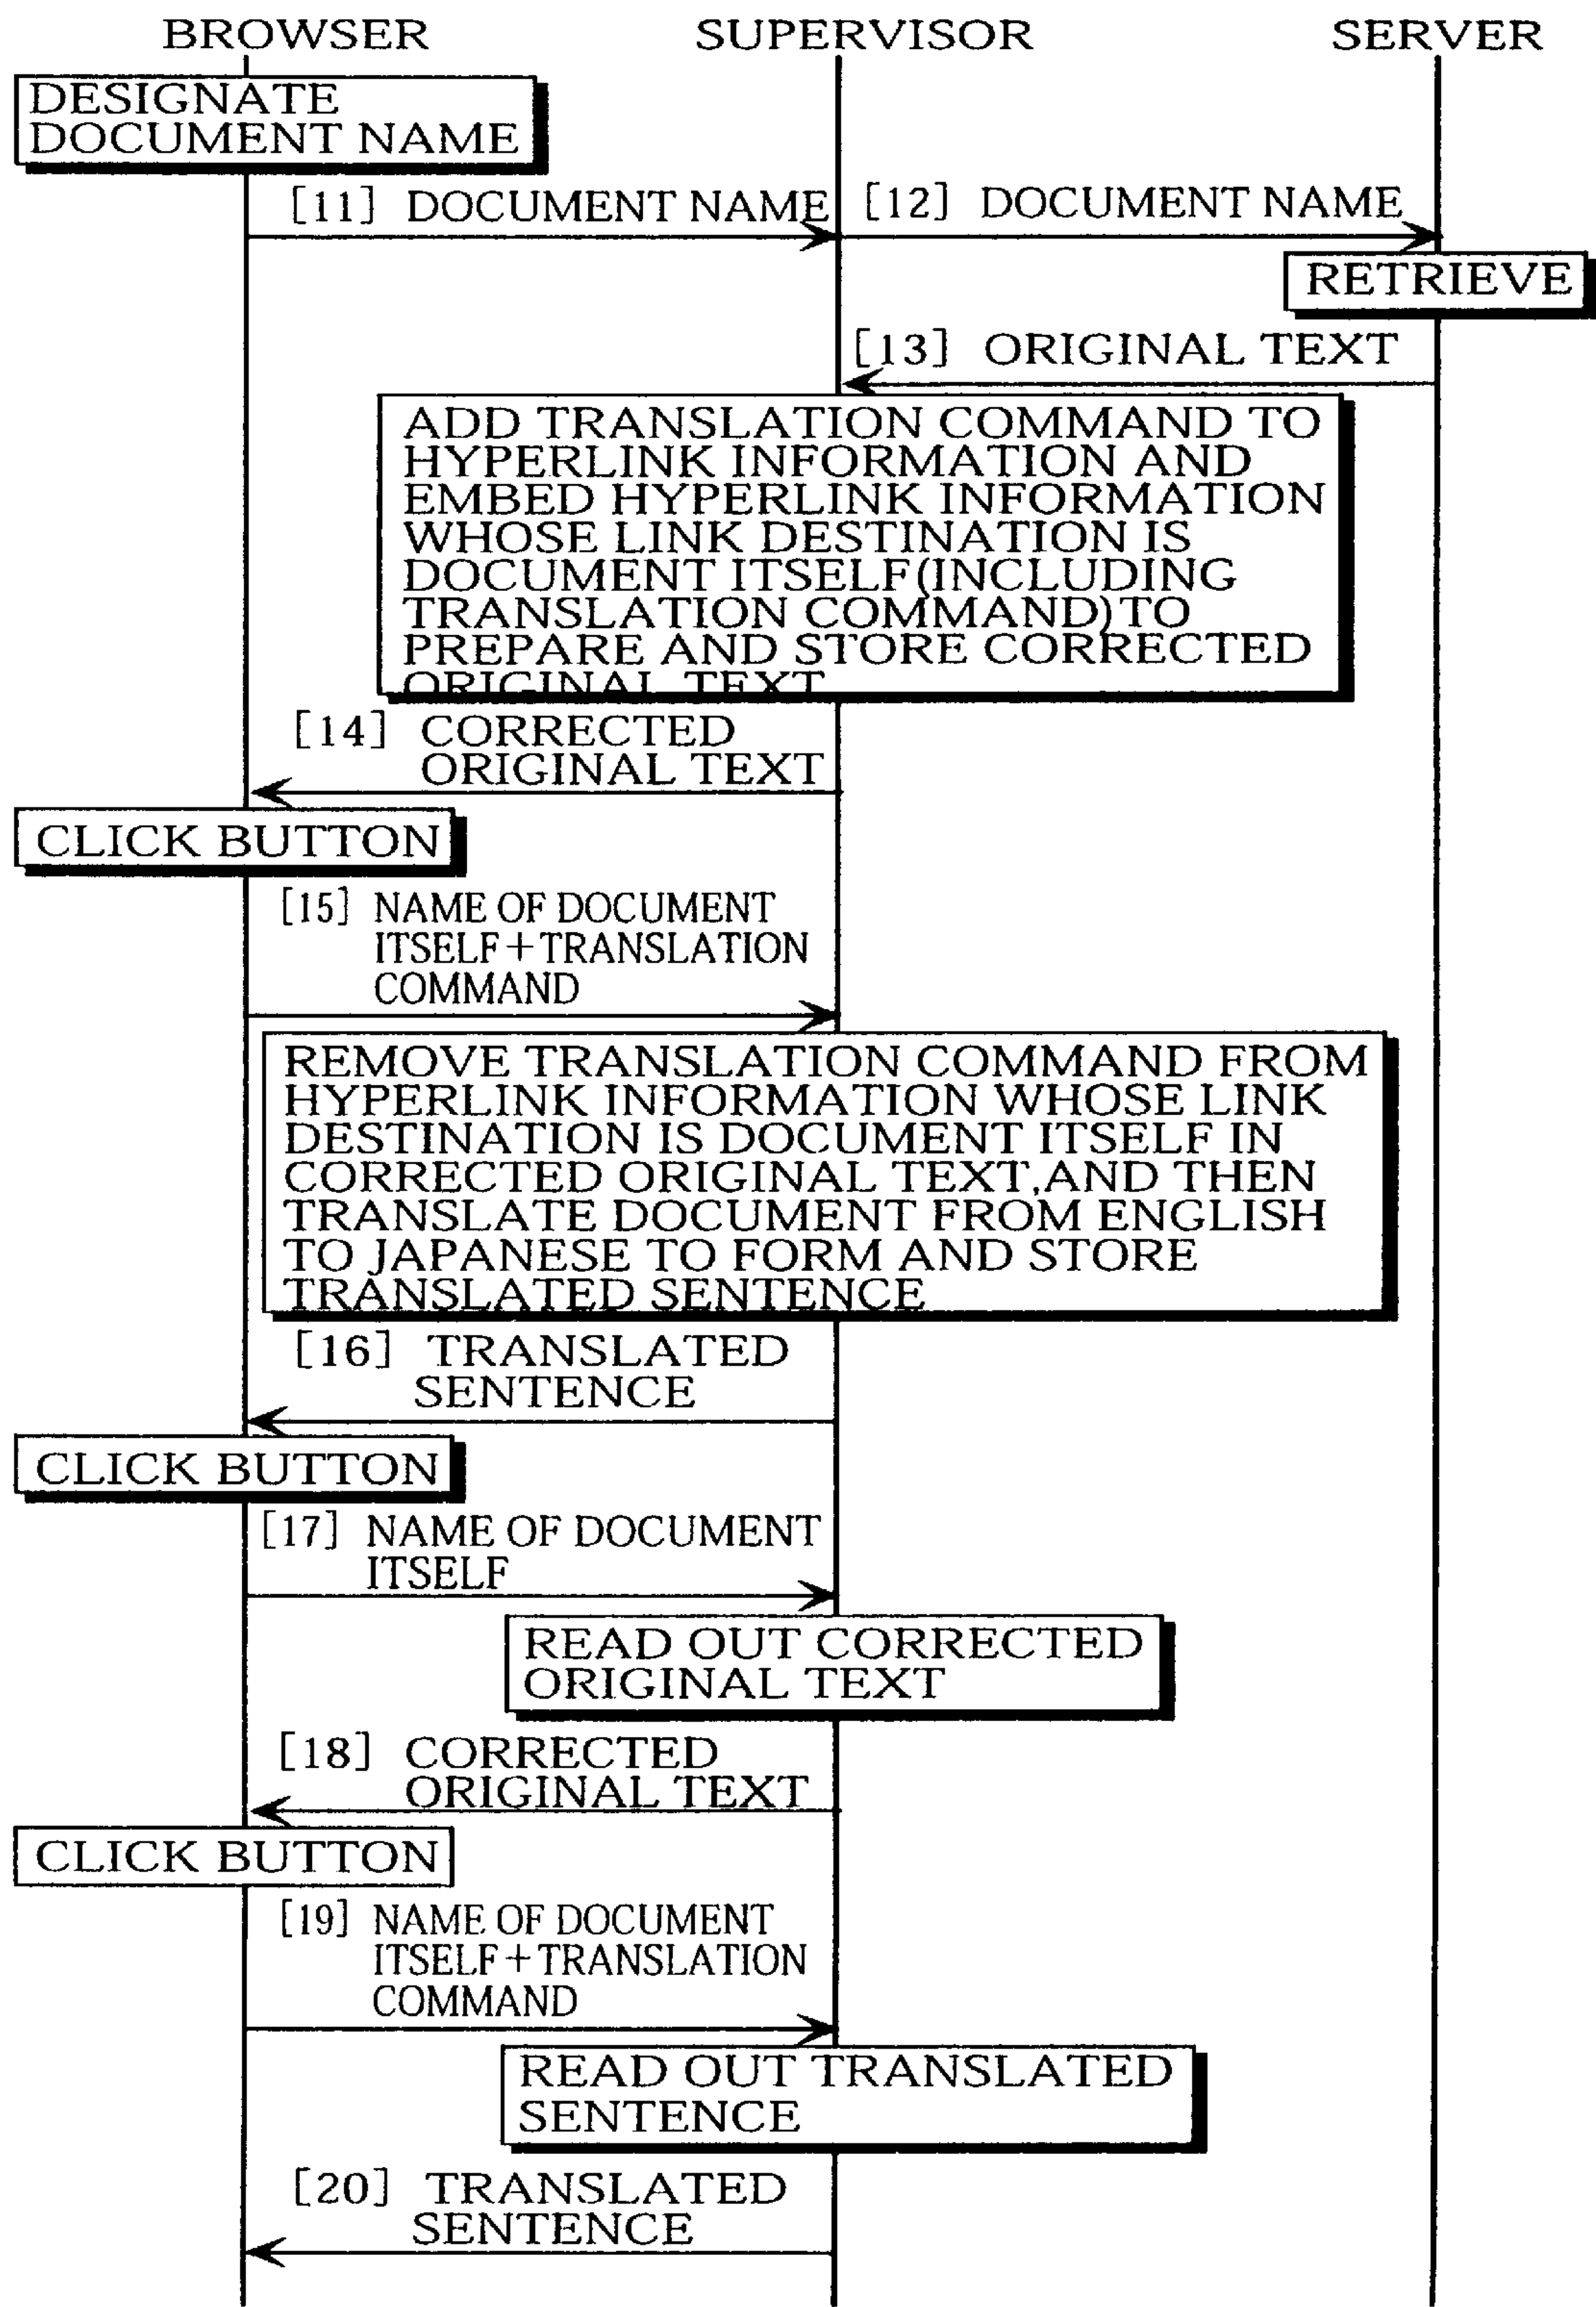 BROWSER SUPERVISOR SERVER
DESIGNATE
DOCUMENT NAME
[11] DOCUMENT NAME [12] DOCUMENT NAME
RETRIEVE
[13] ORIGINAL TEXT
ADD TRANSLATION COMMAND TO
HYPERLINK INFORMATION AND
EMBED HYPERLINK INFORMATION
WHOSE LINK DESTINATION IS
DOCUMENT ITSELF(INCLUDING
TRANSLATION COMMAND)TO
PREPARE AND STORE CORRECTED
ORIGINAL TEXT
[14] CORRECTED
ORIGINAL TEXT
CLICK BUTTON
[15] NAME OF DOCUMENT
ITSELF+TRANSLATION
COMMAND
REMOVE TRANSLATION COMMAND FROM
HYPERLINK INFORMATION WHOSE LINK
DESTINATION IS DOCUMENT ITSELF IN
CORRECTED ORIGINAL TEXT,AND THEN
TRANSLATE DOCUMENT FROM ENGLISH
TO JAPANESE TO FORM AND STORE
TRANSLATED SENTENCE
[16] TRANSLATED
SENTENCE
CLICK BUTTON
[17] NAME OF DOCUMENT
ITSELF
READ OUT CORRECTED
ORIGINAL TEXT
[18] CORRECTED
ORIGINAL TEXT
CLICK BUTTON
[19] NAME OF DOCUMENT
ITSELF+TRANSLATION
COMMAND
READ OUT TRANSLATED
SENTENCE
[20] TRANSLATED
SENTENCE